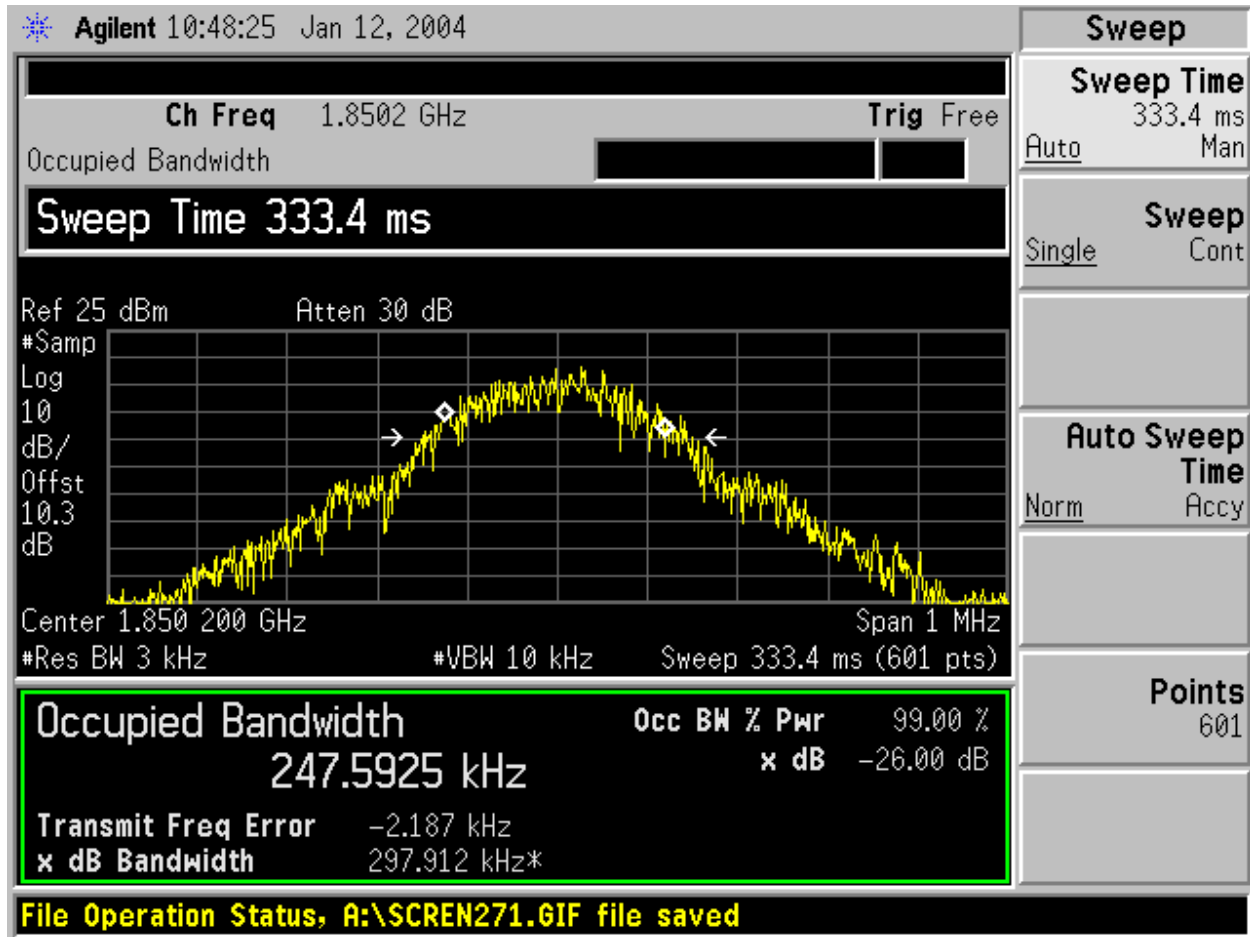 Agilent 10:48:25 Jan 12, 2004
Ch Freq 1.8502 GHz Trig Free
Occupied Bandwidth
Sweep Time 333.4 ms
Ref 25 dBm Atten 30 dB
#Samp
Log
10
dB/
Offst
10.3
dB
Center 1.850 200 GHz Span 1 MHz
#Res BW 3 kHz #VBW 10 kHz Sweep 333.4 ms (601 pts)
Occupied Bandwidth
247.5925 kHz
Occ BW % Pwr 99.00 %
x dB -26.00 dB
Transmit Freq Error -2.187 kHz
x dB Bandwidth 297.912 kHz*
File Operation Status, A:\SCREN271.GIF file saved
Sweep
Sweep Time
333.4 ms
Auto Man
Sweep
Single Cont
Auto Sweep
Time
Norm Accy
Points
601